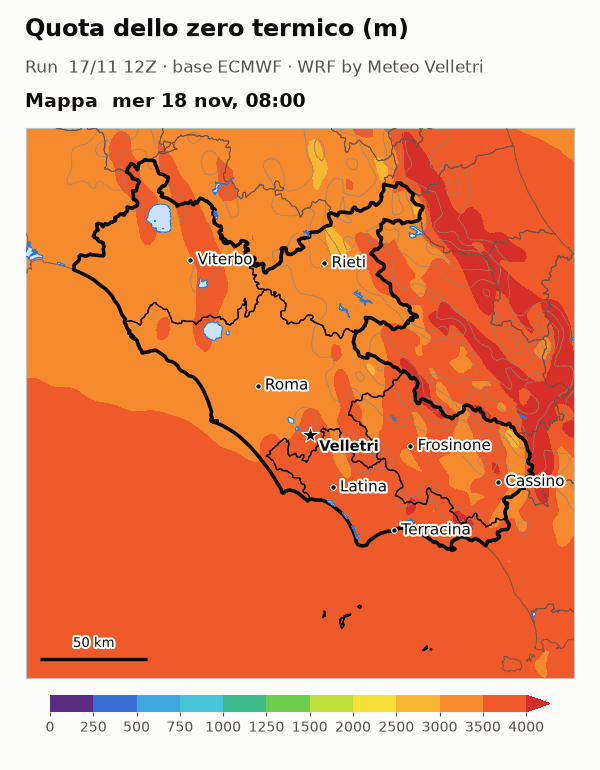 Quota dello zero termico (m)
Run  17/11 12Z · base ECMWF · WRF by Meteo Velletri
Mappa  mer 18 nov, 08:00
Viterbo
Rieti
Roma
Velletri
Frosinone
Latina
Cassino
Terracina
50 km
0 250 500 750 1000 1250 1500 2000 2500 3000 3500 4000